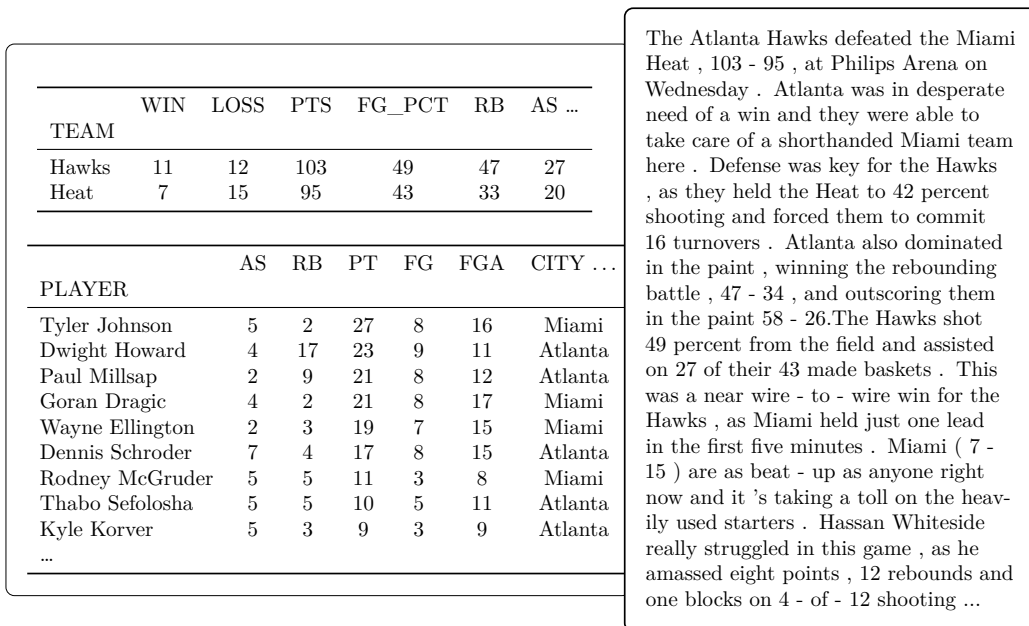 WIN LOSS PTS FG_PCT RB AS ...
TEAM
Hawks 11 12 103 49 47 27
Heat 7 15 95 43 33 20
AS RB PT FG FGA CITY ...
PLAYER
Tyler Johnson 5 2 27 8 16 Miami
Dwight Howard 4 17 23 9 11 Atlanta
Paul Millsap 2 9 21 8 12 Atlanta
Goran Dragic 4 2 21 8 17 Miami
Wayne Ellington 2 3 19 7 15 Miami
Dennis Schroder 7 4 17 8 15 Atlanta
Rodney McGruder 5 5 11 3 8 Miami
Thabo Sefolosha 5 5 10 5 11 Atlanta
Kyle Korver 5 3 9 3 9 Atlanta
...
The Atlanta Hawks defeated the Miami
Heat , 103 - 95 , at Philips Arena on
Wednesday . Atlanta was in desperate
need of a win and they were able to
take care of a shorthanded Miami team
here . Defense was key for the Hawks
, as they held the Heat to 42 percent
shooting and forced them to commit
16 turnovers . Atlanta also dominated
in the paint , winning the rebounding
battle , 47 - 34 , and outscoring them
in the paint 58 - 26.The Hawks shot
49 percent from the field and assisted
on 27 of their 43 made baskets . This
was a near wire - to - wire win for the
Hawks , as Miami held just one lead
in the first five minutes . Miami ( 7 -
15 ) are as beat - up as anyone right
now and it 's taking a toll on the heav-
ily used starters . Hassan Whiteside
really struggled in this game , as he
amassed eight points , 12 rebounds and
one blocks on 4 - of - 12 shooting ...